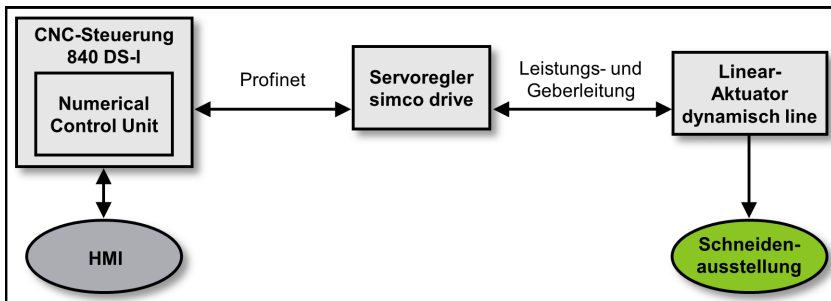 CNC-Steuerung
840 DS-I
Numerical
Control Unit
HMI
Profinet
Servoregler
simco drive
Leistungs- und
Geberleitung
Linear-
Aktuator
dynamisch line
Schneiden-
ausstellung